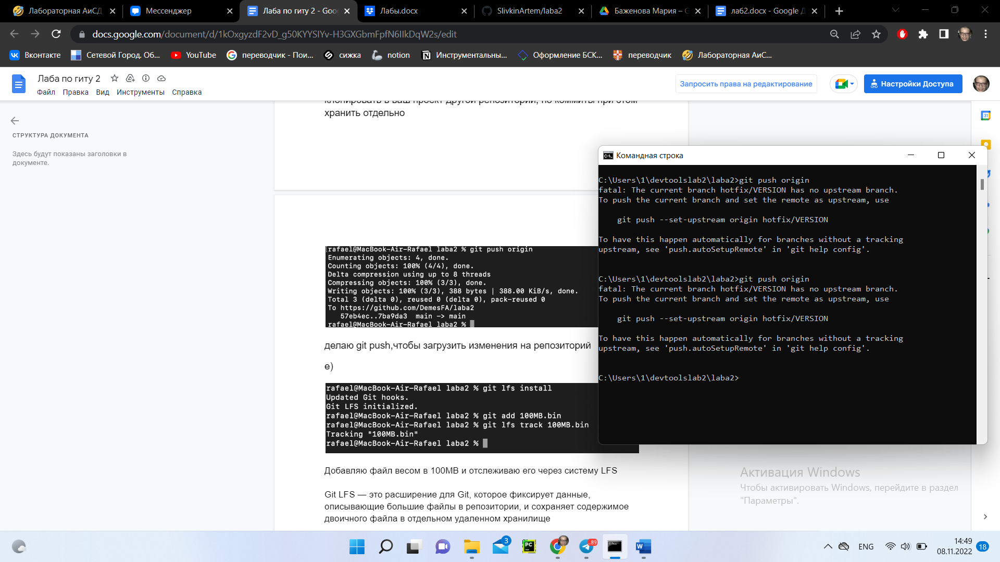 Лабораторная АиСД
Мессенджер
Лаба по гиту 2 - Goo
Лабы.docx
SlivkinArtem/laba2
Баженова Мария – G
лаб2.docx - Google Д
docs.google.com/document/d/1kOxgyzdF2vD_g50KYYSIYv-H3GXGbmFpfN6IIkDqW2s/edit
Вконтакте
Сетевой Город. Об...
YouTube
переводчик - Пои...
сижка
notion
Инструментальны...
Оформление БСК...
переводчик
Лабораторная АиС...
Лаба по гиту 2
Файл Правка Вид Инструменты Справка
Запросить права на редактирование
Настройки Доступа
клонировать в ваш проект другой репозиторий, но коммиты при этом
хранить отдельно
СТРУКТУРА ДОКУМЕНТА
Здесь будут показаны заголовки в
документе.
31
rafael@MacBook-Air-Rafael laba2 % git push origin
Enumerating objects: 4, done.
Counting objects: 100% (4/4), done.
Delta compression using up to 8 threads
Compressing objects: 100% (3/3), done.
Writing objects: 100% (3/3), 388 bytes | 388.00 KiB/s, done.
Total 3 (delta 0), reused 0 (delta 0), pack-reused 0
To https://github.com/DemesFA/laba2
57eb4ec..7ba9da3 main -> main
rafael@MacBook-Air-Rafael laba2 %
делаю git push,чтобы загрузить изменения на репозиторий
е)
rafael@MacBook-Air-Rafael laba2 % git lfs install
Updated Git hooks.
Git LFS initialized.
rafael@MacBook-Air-Rafael laba2 % git add 100MB.bin
rafael@MacBook-Air-Rafael laba2 % git lfs track 100MB.bin
Tracking "100MB.bin"
rafael@MacBook-Air-Rafael laba2 %
Добавляю файл весом в 100МВ и отслеживаю его через систему LFS
Git LFS — это расширение для Git, которое фиксирует данные,
описывающие большие файлы в репозитории, и сохраняет содержимое
двоичного файла в отдельном удаленном хранилище
Командная строка
C:\Users\1\devtoolslab2\laba2>git push origin
fatal: The current branch hotfix/VERSION has no upstream branch.
To push the current branch and set the remote as upstream, use
git push --set-upstream origin hotfix/VERSION
To have this happen automatically for branches without a tracking
upstream, see 'push.autoSetupRemote' in 'git help config'.
C:\Users\1\devtoolslab2\laba2>git push origin
fatal: The current branch hotfix/VERSION has no upstream branch.
To push the current branch and set the remote as upstream, use
git push --set-upstream origin hotfix/VERSION
To have this happen automatically for branches without a tracking
upstream, see 'push.autoSetupRemote' in 'git help config'.
C:\Users\1\devtoolslab2\laba2>
Активация Windows
Чтобы активировать Windows, перейдите в раздел
"Параметры".
3
PC
..89
W
ENG
14:49
08.11.2022
18